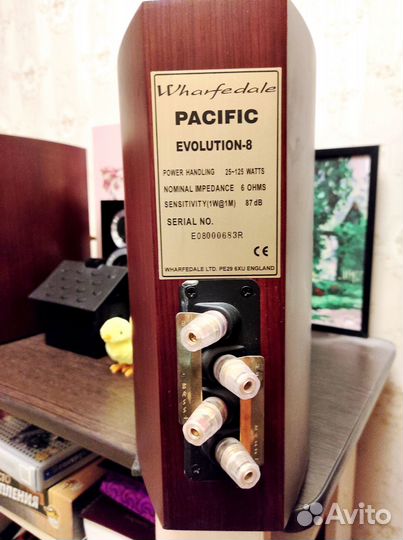 Wharfedale
PACIFIC
EVOLUTION-8
POWER HANDLING 25~125 WATTS
NOMINAL IMPEDANCE 6 OHMS
SENSITIVITY(1W@1M) 87 dB
SERIAL NO.
E08000683R
CE
WHARFEDALE LTD. PE29 6XU ENGLAND
ПЛЕНИЯ
Avito